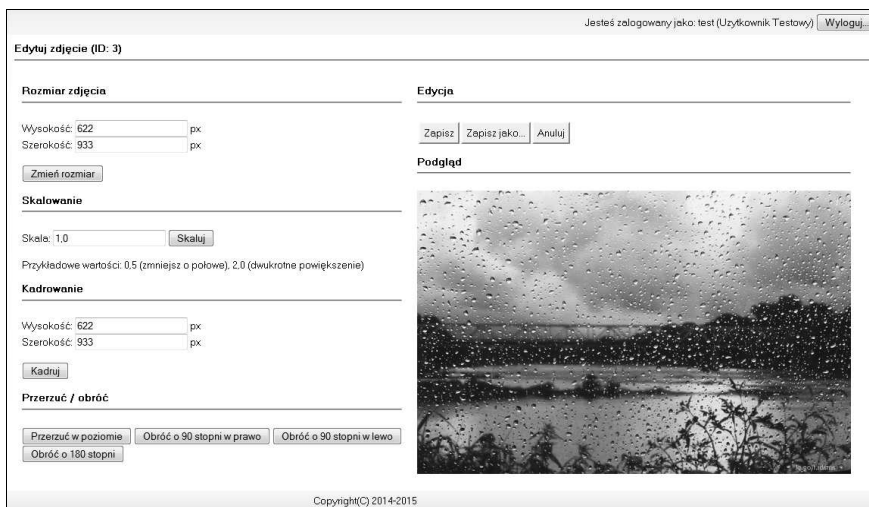 Jesteś zalogowany jako: test (Uzytkownik Testowy) Wyloguj...
Edytuj zdjęcie (ID: 3)
Rozmiar zdjęcia
Wysokość: 622 px
Szerokość: 933 px
Zmień rozmiar
Skalowanie
Skala: 1,0 Skaluj
Przykładowe wartości: 0,5 (zmniejsz o połowe), 2,0 (dwukrotne powiększenie)
Kadrowanie
Wysokość: 622 px
Szerokość: 933 px
Kadruj
Przerzuć / obróć
Przerzuć w poziomie Obróć o 90 stopni w prawo Obróć o 90 stopni w lewo
Obróć o 180 stopni
Edycja
Zapisz Zapisz jako... Anuluj
Podgląd
Copyright(C) 2014-2015